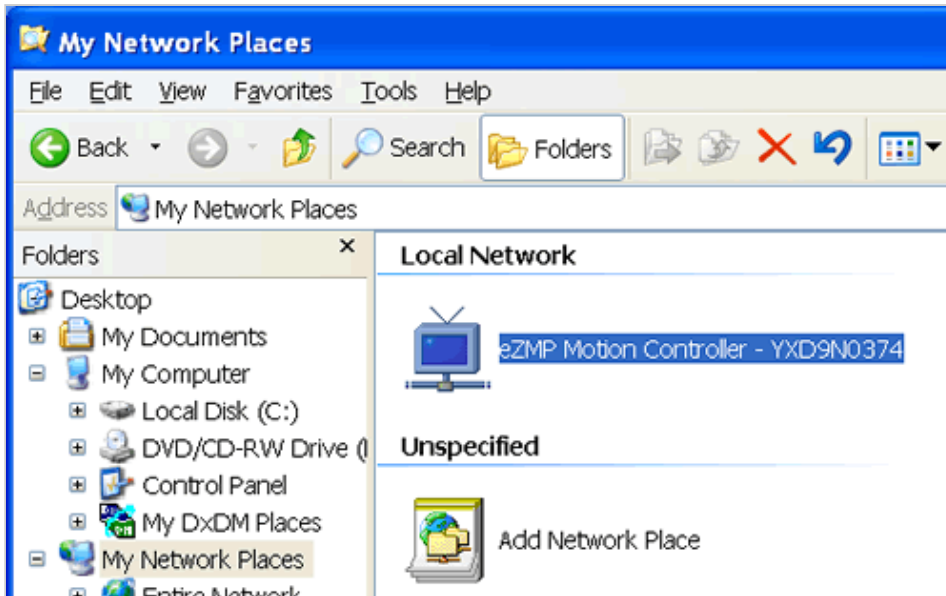 My Network Places
File Edit View Favorites Tools Help
Back Search Folders
Address My Network Places
Folders
Desktop
My Documents
My Computer
Local Disk (C:)
DVD/CD-RW Drive (
Control Panel
My DxDM Places
My Network Places
Entire Network
Local Network
eZMP Motion Controller - YXD9N0374
Unspecified
Add Network Place